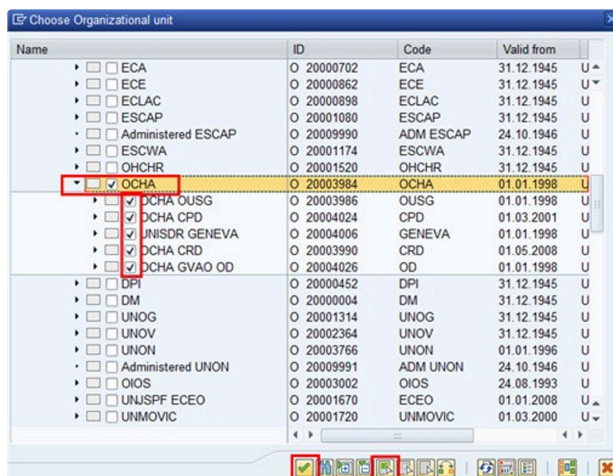 Choose Organizational unit
Name ID Code Valid from
ECA O 20000702 ECA 31.12.1945 U
ECE O 20000862 ECE 31.12.1945 U
ECLAC O 20000898 ECLAC 31.12.1945 U
ESCAP O 20001080 ESCAP 31.12.1945 U
Administered ESCAP O 20009990 ADM ESCAP 24.10.1946 U
ESCWA O 20001174 ESCWA 31.12.1945 U
OHCHR O 20001520 OHCHR 31.12.1945 U
OCHA O 20003984 OCHA 01.01.1998 U
OCHA OUSG O 20003986 OUSG 01.01.1998 U
OCHA CPD O 20004024 CPD 01.03.2001 U
UNISDR GENEVA O 20004006 GENEVA 01.01.1998 U
OCHA CRD O 20003990 CRD 01.05.2008 U
OCHA GVAO OD O 20004026 OD 01.01.1998 U
DPI O 20000452 DPI 31.12.1945 U
DM O 20000004 DM 31.12.1945 U
UNOG O 20001314 UNOG 31.12.1945 U
UNOV O 20002364 UNOV 31.12.1945 U
UNON O 20003766 UNON 01.01.1996 U
Administered UNON O 20009991 ADM UNON 24.10.1946 U
OIOS O 20003002 OIOS 24.08.1993 U
UNJSPF ECEO O 20001670 ECEO 01.01.2008 U
UNMOVIC O 20001720 UNMOVIC 01.03.2000 U